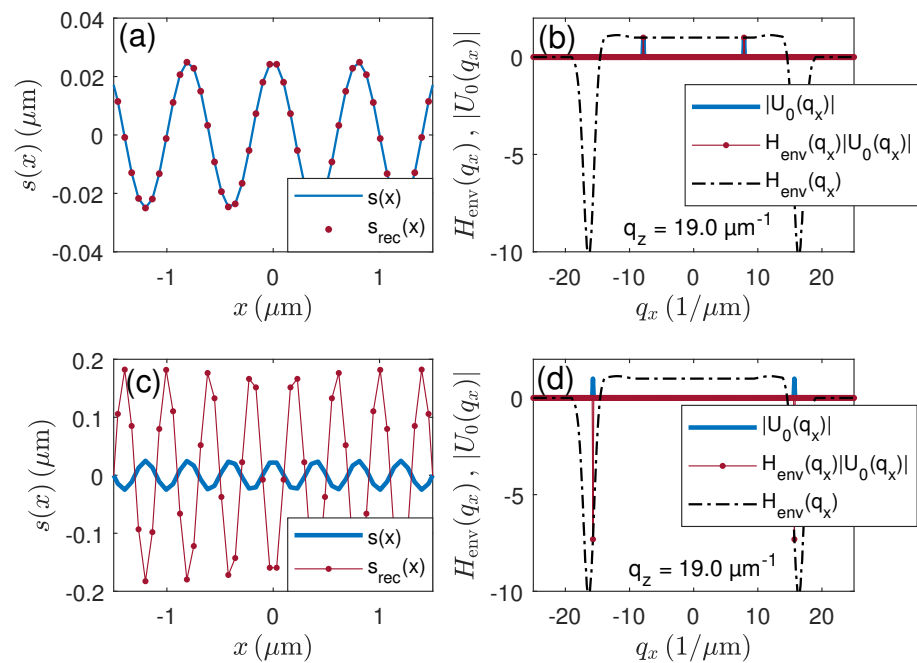 (a)
0.04
0.02
0
-0.02
-0.04
s(x) (μm)
-1
0
1
x (μm)
s(x)
s_rec(x)
(b)
0
-5
-10
H_env(q_x) , |U_0(q_x)|
-20
-10
0
10
20
q_x (1/μm)
|U_0(q_x)|
H_env(q_x)|U_0(q_x)|
H_env(q_x)
q_z = 19.0 μm⁻¹
(c)
0.2
0.1
0
-0.1
-0.2
s(x) (μm)
-1
0
1
x (μm)
s(x)
s_rec(x)
(d)
0
-5
-10
H_env(q_x) , |U_0(q_x)|
-20
-10
0
10
20
q_x (1/μm)
|U_0(q_x)|
H_env(q_x)|U_0(q_x)|
H_env(q_x)
q_z = 19.0 μm⁻¹